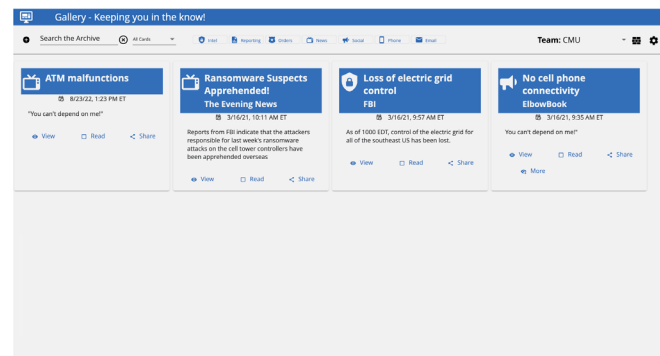 Gallery - Keeping you in the know!
Search the Archive
All Cards
Intel
Reporting
Orders
News
Social
Phone
Email
Team: CMU
ATM malfunctions
8/23/22, 1:23 PM ET
"You can't depend on me!"
View Read Share
Ransomware Suspects
Apprehended!
The Evening News
3/16/21, 10:11 AM ET
Reports from FBI indicate that the attackers
responsible for last week's ransomware
attacks on the cell tower controllers have
been apprehended overseas
View Read Share
Loss of electric grid
control
FBI
3/16/21, 9:57 AM ET
As of 1000 EDT, control of the electric grid for
all of the southeast US has been lost.
View Read Share
No cell phone
connectivity
ElbowBook
3/16/21, 9:35 AM ET
You can't depend on me!"
View Read Share
More